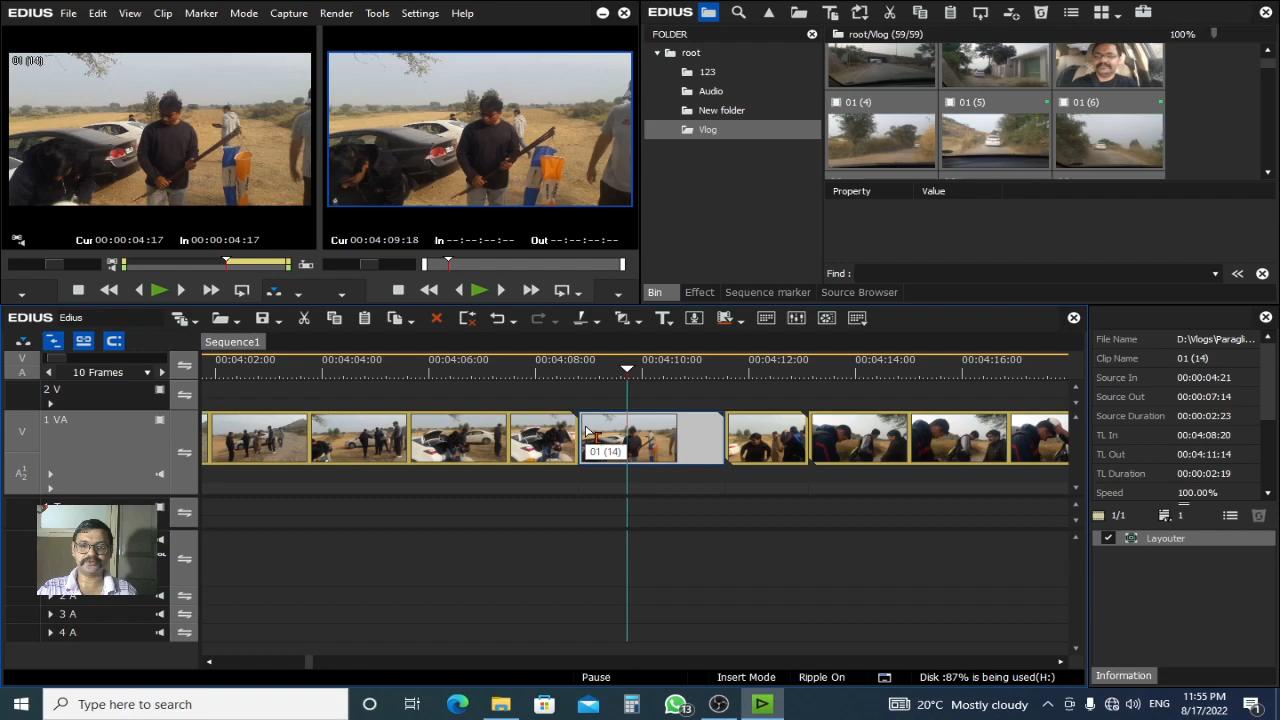 EDIUS File Edit View Clip Marker Mode Capture Render Tools Settings Help
01 (14)
Cur 00:00:04:17 In 00:00:04:17
Cur 00:04:09:18 In --:--:--:-- Out --:--:--:--
EDIUS
FOLDER
root
123
Audio
New folder
Vlog
root/Vlog (59/59) 100%
01 (4) 01 (5) 01 (6)
Property Value
Find :
Bin Effect Sequence marker Source Browser
EDIUS Edius
Sequence1
V
A
10 Frames
00:04:02:00 00:04:04:00 00:04:06:00 00:04:08:00 00:04:10:00 00:04:12:00 00:04:14:00 00:04:16:00
2 V
1 VA
V
A 1 2
01 (14)
2 A
3 A
4 A
File Name D:\Vlogs\Paragli...
Clip Name 01 (14)
Source In 00:00:04:21
Source Out 00:00:07:14
Source Duration 00:00:02:23
TL In 00:04:08:20
TL Out 00:04:11:14
TL Duration 00:00:02:19
Speed 100.00%
1/1 1
Layouter
Information
Pause Insert Mode Ripple On Disk :87% is being used(H:)
Type here to search
13
20°C Mostly cloudy
ENG
11:55 PM
8/17/2022
1